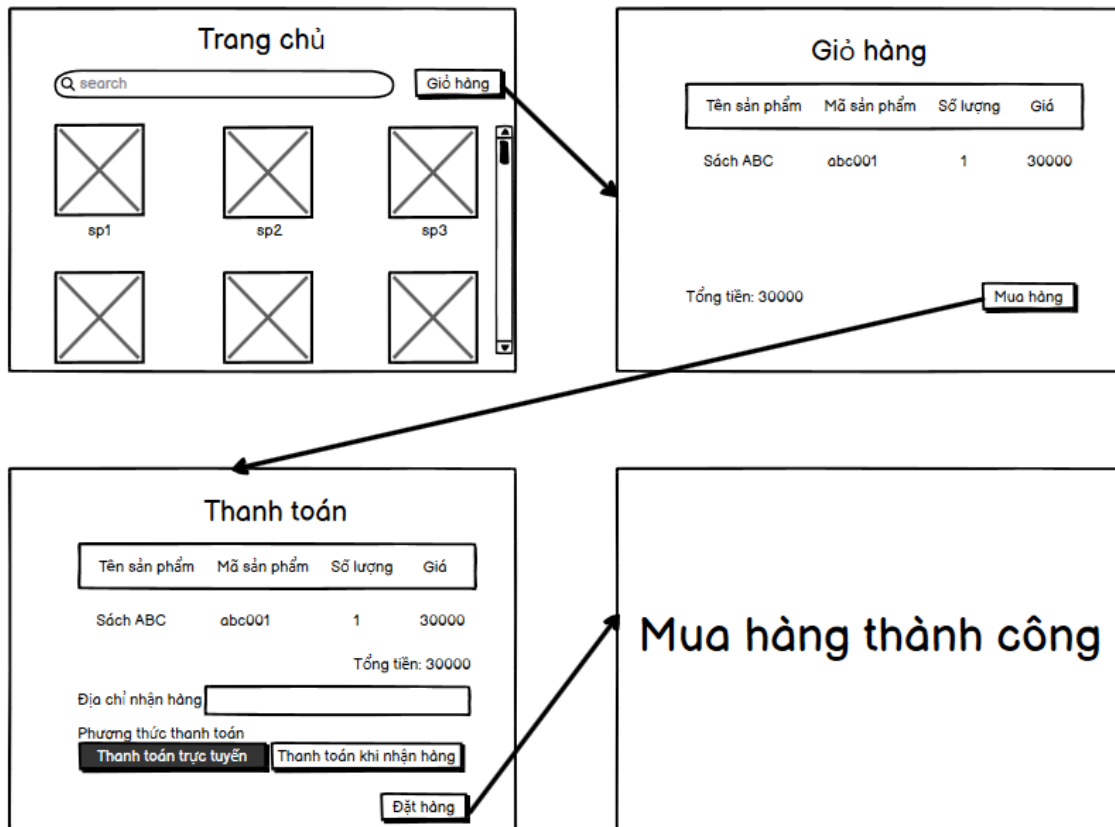 Trang chủ
search
Giỏ hàng
sp1 sp2 sp3
Giỏ hàng
Tên sản phẩm Mã sản phẩm Số lượng Giá
Sách ABC abc001 1 30000
Tổng tiền: 30000
Mua hàng
Thanh toán
Tên sản phẩm Mã sản phẩm Số lượng Giá
Sách ABC abc001 1 30000
Tổng tiền: 30000
Địa chỉ nhận hàng
Phương thức thanh toán
Thanh toán trực tuyến Thanh toán khi nhận hàng
Đặt hàng
Mua hàng thành công